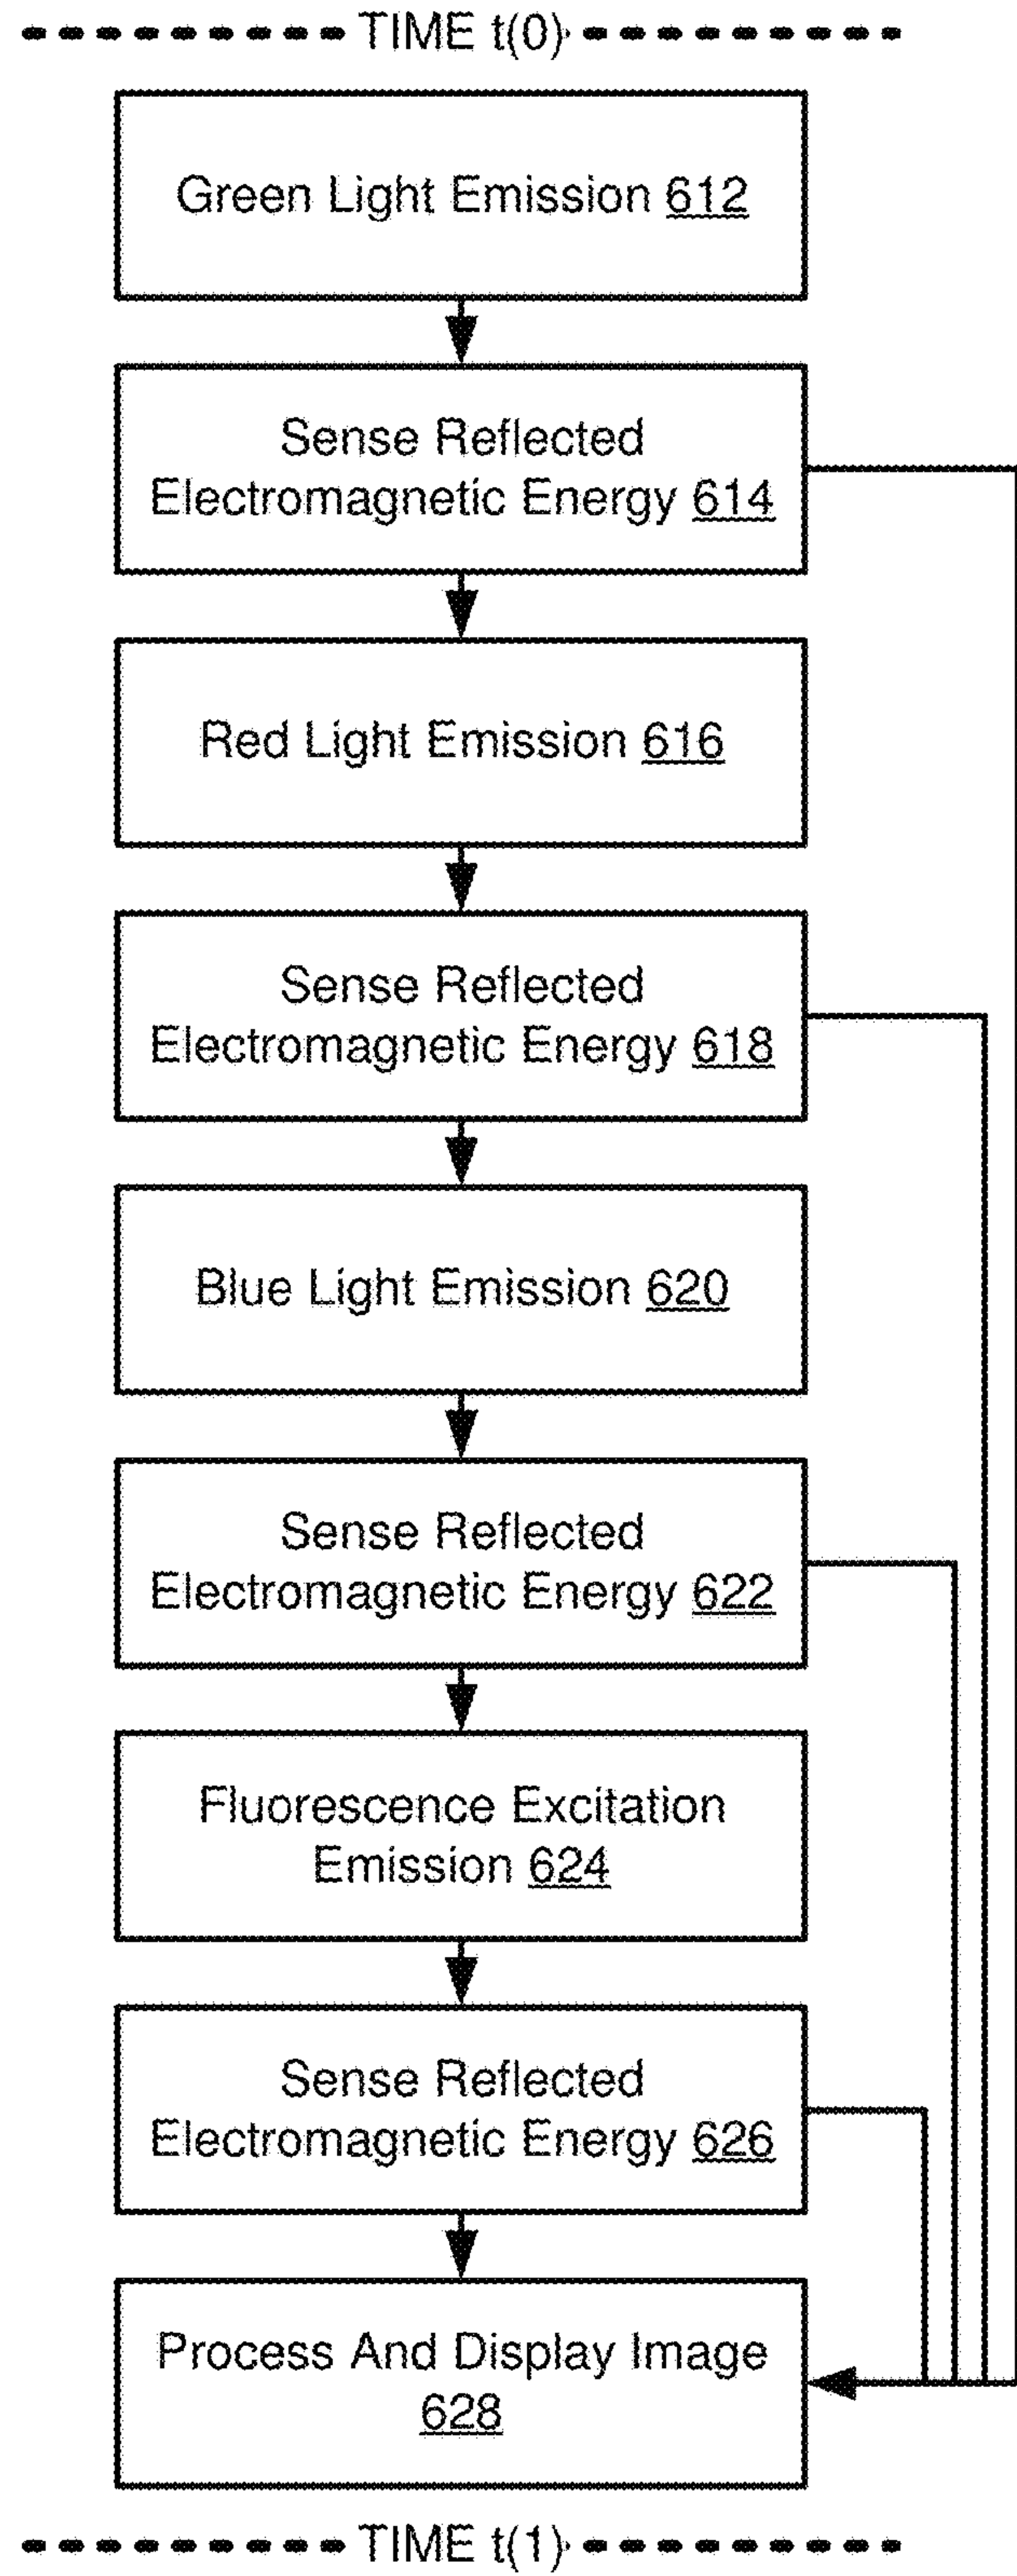 TIME t(0)
Green Light Emission 612
Sense Reflected
Electromagnetic Energy 614
Red Light Emission 616
Sense Reflected
Electromagnetic Energy 618
Blue Light Emission 620
Sense Reflected
Electromagnetic Energy 622
Fluorescence Excitation
Emission 624
Sense Reflected
Electromagnetic Energy 626
Process And Display Image
628
TIME t(1)